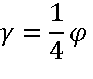 γ = 1/4 φ